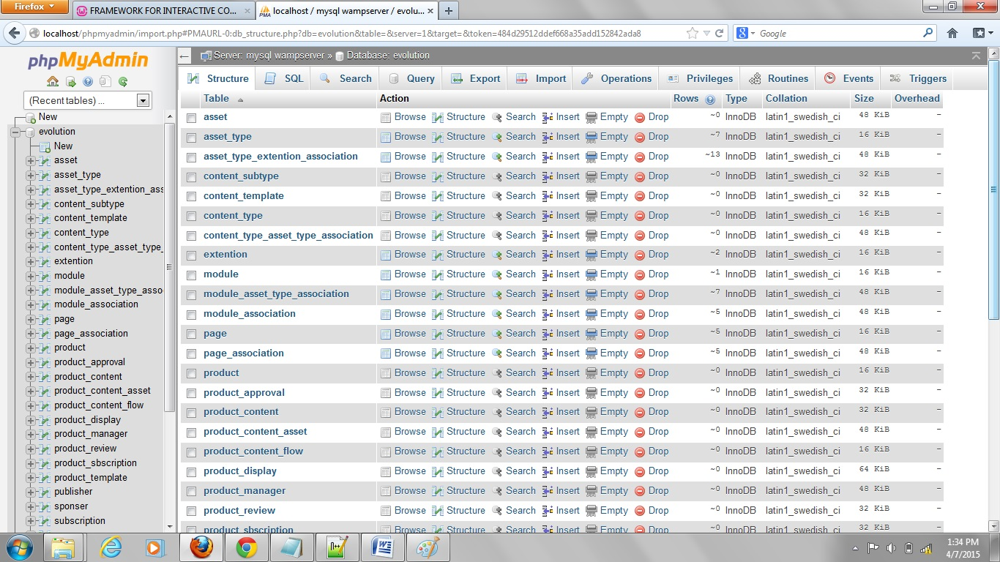 Firefox
FRAMEWORK FOR INTERACTIVE CO... ×
PMA localhost / mysql wampserver / evolu... ×
localhost/phpmyadmin/import.php#PMAURL-0:db_structure.php?db=evolution&table=&server=1&target=&token=484d29512ddef668a35add152842ada8
Google
phpMyAdmin
(Recent tables) ...
New
evolution
New
asset
asset_type
asset_type_extention_ass
content_subtype
content_template
content_type
content_type_asset_type_
extention
module
module_asset_type_asso
module_association
page
page_association
product
product_approval
product_content
product_content_asset
product_content_flow
product_display
product_manager
product_review
product_sbscription
product_template
publisher
sponser
subscription
Server: mysql wampserver » Database: evolution
Structure SQL Search Query Export Import Operations Privileges Routines Events Triggers
Table Action Rows Type Collation Size Overhead
asset Browse Structure Search Insert Empty Drop ~0 InnoDB latin1_swedish_ci 48 KiB -
asset_type Browse Structure Search Insert Empty Drop ~7 InnoDB latin1_swedish_ci 16 KiB -
asset_type_extention_association Browse Structure Search Insert Empty Drop ~13 InnoDB latin1_swedish_ci 48 KiB -
content_subtype Browse Structure Search Insert Empty Drop ~0 InnoDB latin1_swedish_ci 32 KiB -
content_template Browse Structure Search Insert Empty Drop ~0 InnoDB latin1_swedish_ci 32 KiB -
content_type Browse Structure Search Insert Empty Drop ~0 InnoDB latin1_swedish_ci 16 KiB -
content_type_asset_type_association Browse Structure Search Insert Empty Drop ~0 InnoDB latin1_swedish_ci 48 KiB -
extention Browse Structure Search Insert Empty Drop ~2 InnoDB latin1_swedish_ci 16 KiB -
module Browse Structure Search Insert Empty Drop ~1 InnoDB latin1_swedish_ci 16 KiB -
module_asset_type_association Browse Structure Search Insert Empty Drop ~7 InnoDB latin1_swedish_ci 48 KiB -
module_association Browse Structure Search Insert Empty Drop ~5 InnoDB latin1_swedish_ci 48 KiB -
page Browse Structure Search Insert Empty Drop ~5 InnoDB latin1_swedish_ci 16 KiB -
page_association Browse Structure Search Insert Empty Drop ~5 InnoDB latin1_swedish_ci 48 KiB -
product Browse Structure Search Insert Empty Drop ~0 InnoDB latin1_swedish_ci 16 KiB -
product_approval Browse Structure Search Insert Empty Drop ~0 InnoDB latin1_swedish_ci 32 KiB -
product_content Browse Structure Search Insert Empty Drop ~0 InnoDB latin1_swedish_ci 32 KiB -
product_content_asset Browse Structure Search Insert Empty Drop ~0 InnoDB latin1_swedish_ci 48 KiB -
product_content_flow Browse Structure Search Insert Empty Drop ~0 InnoDB latin1_swedish_ci 16 KiB -
product_display Browse Structure Search Insert Empty Drop ~0 InnoDB latin1_swedish_ci 64 KiB -
product_manager Browse Structure Search Insert Empty Drop ~0 InnoDB latin1_swedish_ci 48 KiB -
product_review Browse Structure Search Insert Empty Drop ~0 InnoDB latin1_swedish_ci 32 KiB -
product_sbscription Browse Structure Search Insert Empty Drop ~0 InnoDB latin1_swedish_ci 32 KiB -
1:34 PM
4/7/2015